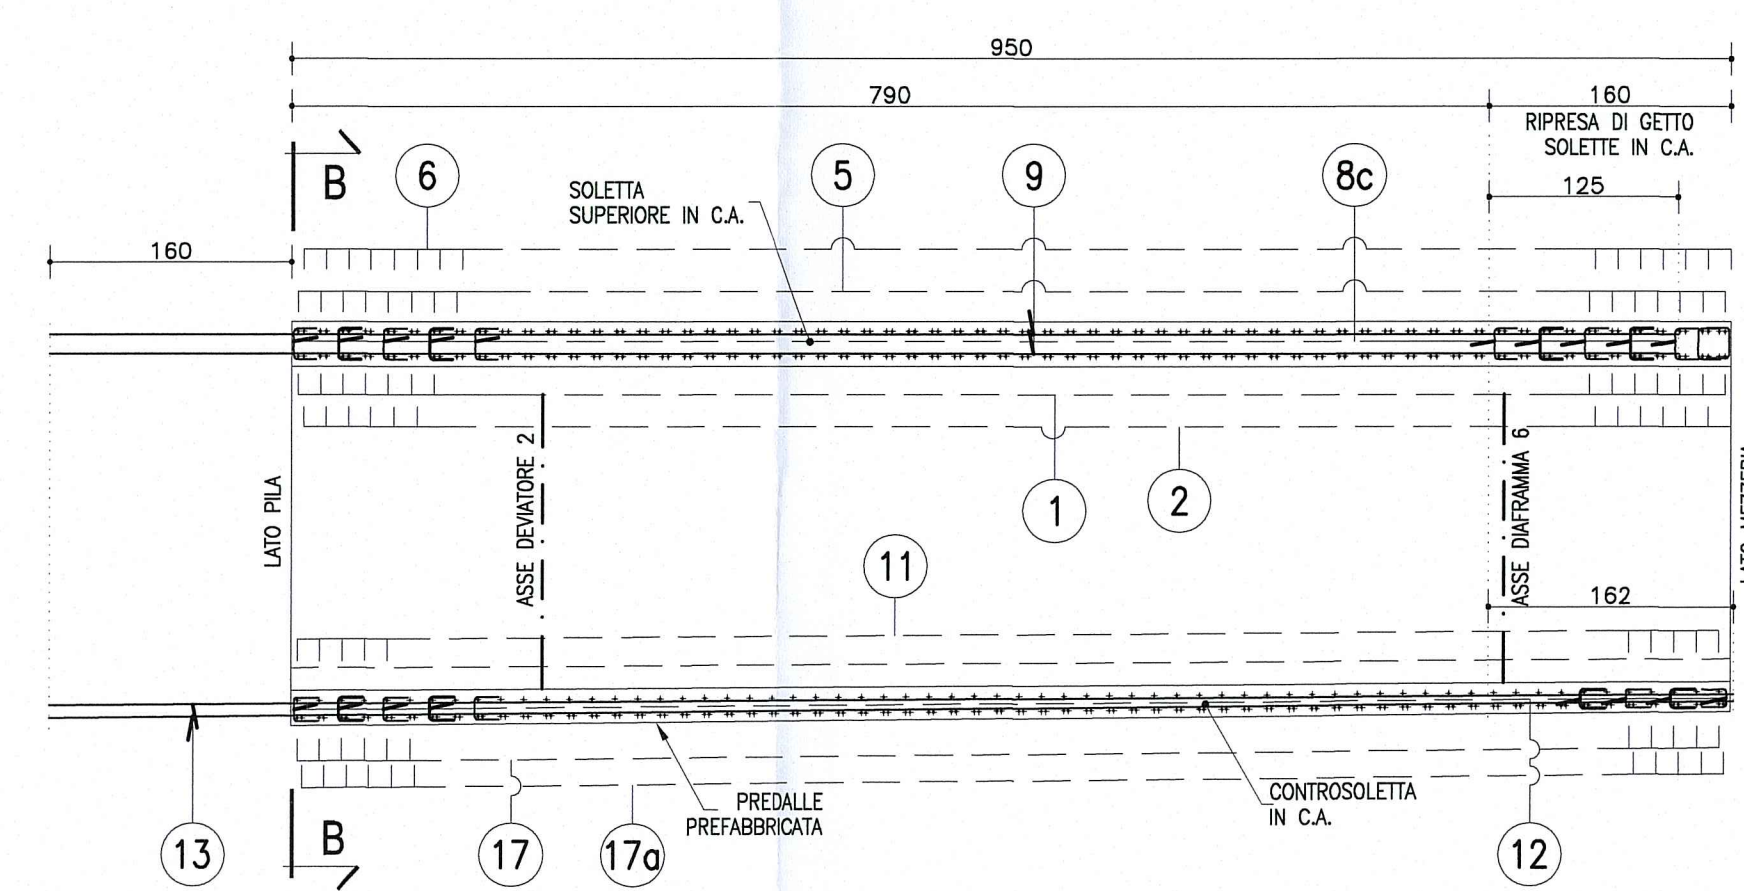 950
790
160
RIPRESA DI GETTO
SOLETTE IN C.A.
125
B
6
SOLETTA
SUPERIORE IN C.A.
5
9
8c
160
LATO PILA
ASSE DEVIATORE 2
1
2
ASSE DIAFRAMMA 6
11
162
PREDALLE
PREFABBRICATA
CONTROSOLETTA
IN C.A.
13
B
17
17a
12